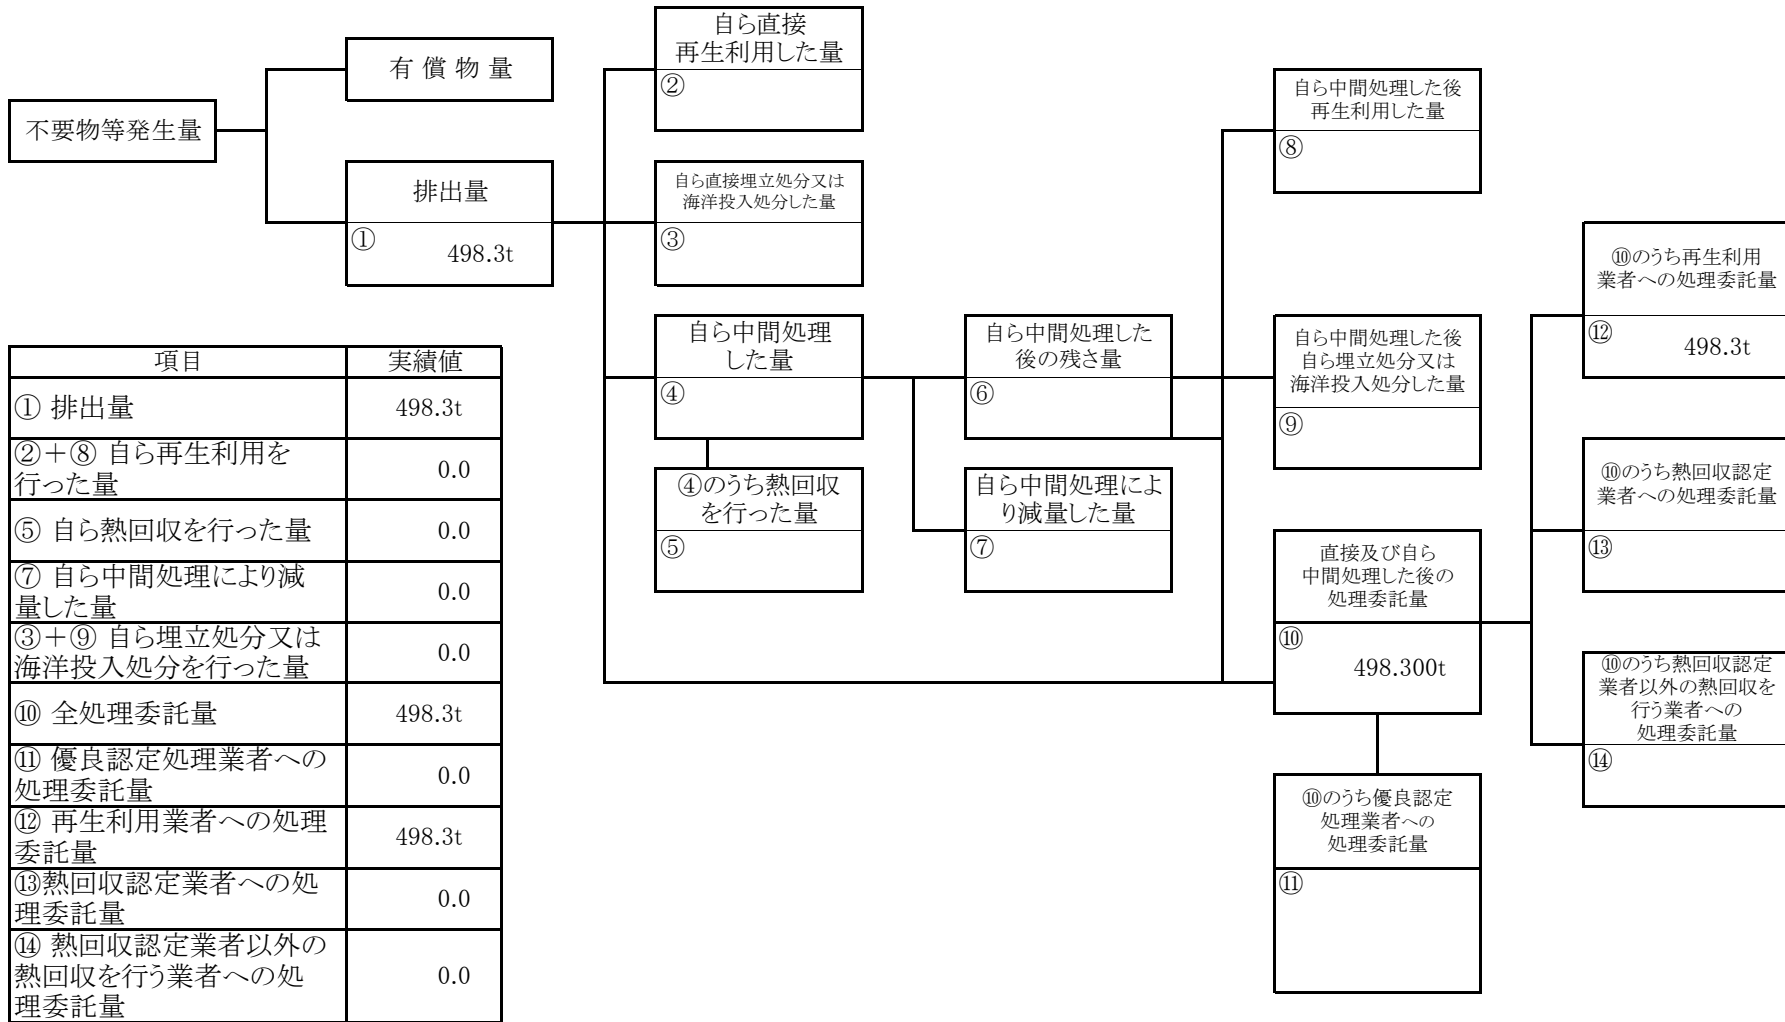 不要物等発生量
有 償 物 量
排出量
①
498.3t
自ら直接
再生利用した量
②
自ら直接埋立処分又は
海洋投入処分した量
③
自ら中間処理
した量
④
④のうち熱回収
を行った量
⑤
自ら中間処理した
後の残さ量
⑥
自ら中間処理によ
り減量した量
⑦
自ら中間処理した後
再生利用した量
⑧
自ら中間処理した後
自ら埋立処分又は
海洋投入処分した量
⑨
直接及び自ら
中間処理した後の
処理委託量
⑩
498.300t
⑩のうち優良認定
処理業者への
処理委託量
⑪
⑩のうち再生利用
業者への処理委託量
⑫
498.3t
⑩のうち熱回収認定
業者への処理委託量
⑬
⑩のうち熱回収認定
業者以外の熱回収を
行う業者への
処理委託量
⑭
項目 実績値
① 排出量 498.3t
②＋⑧ 自ら再生利用を
行った量 0.0
⑤ 自ら熱回収を行った量 0.0
⑦ 自ら中間処理により減
量した量 0.0
③＋⑨ 自ら埋立処分又は
海洋投入処分を行った量 0.0
⑩ 全処理委託量 498.3t
⑪ 優良認定処理業者への
処理委託量 0.0
⑫ 再生利用業者への処理
委託量 498.3t
⑬熱回収認定業者への処
理委託量 0.0
⑭ 熱回収認定業者以外の
熱回収を行う業者への処
理委託量 0.0